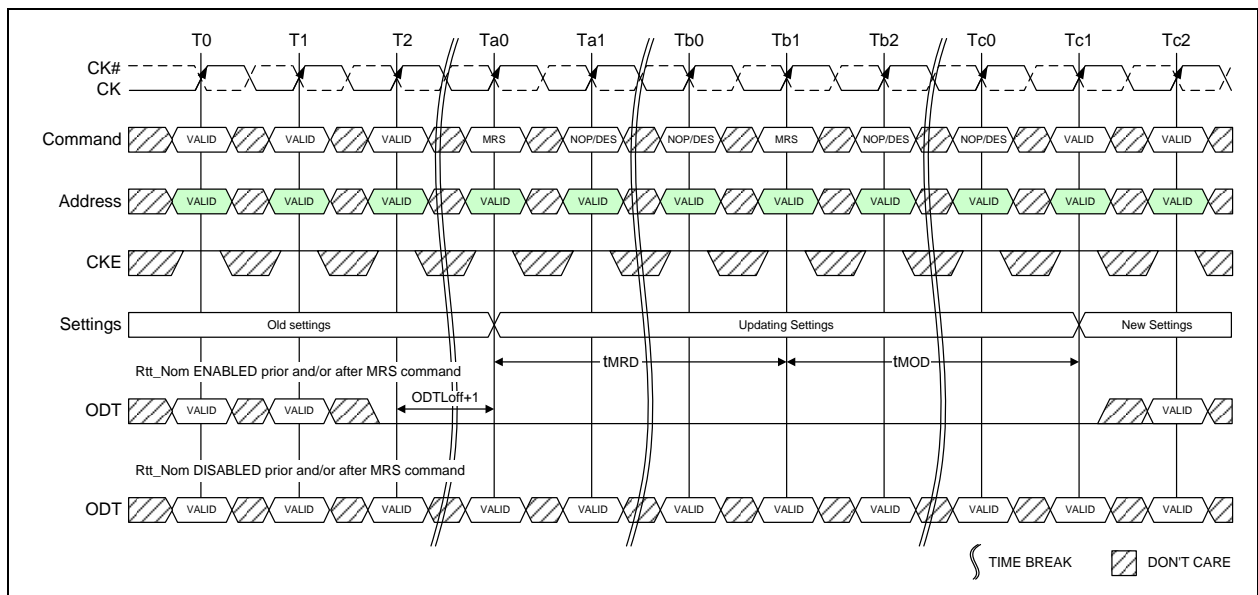 T0 T1 T2 Ta0 Ta1 Tb0 Tb1 Tb2 Tc0 Tc1 Tc2
CK#
CK
Command VALID VALID VALID MRS NOP/DES NOP/DES MRS NOP/DES NOP/DES VALID VALID
Address VALID VALID VALID VALID VALID VALID VALID VALID VALID VALID VALID
CKE
Settings Old settings Updating Settings New Settings
tMRD tMOD
Rtt_Nom ENABLED prior and/or after MRS command
ODTLoff+1
ODT VALID VALID VALID
Rtt_Nom DISABLED prior and/or after MRS command
ODT VALID VALID VALID VALID VALID VALID VALID VALID VALID VALID VALID
TIME BREAK DON'T CARE